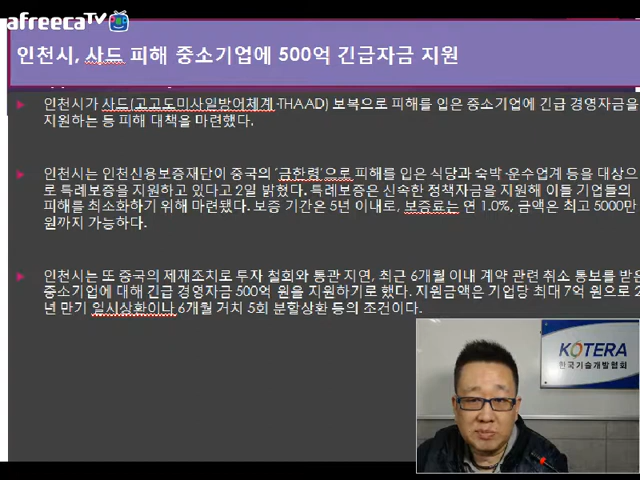 afreecaTV
인천시, 사드 피해 중소기업에 500억 긴급자금 지원
인천시가 사드(고고도미사일방어체계·THAAD) 보복으로 피해를 입은 중소기업에 긴급 경영자금을
지원하는 등 피해 대책을 마련했다.
인천시는 인천신용보증재단이 중국의 '금한령'으로 피해를 입은 식당과 숙박·운수업계 등을 대상으
로 특례보증을 지원하고 있다고 2일 밝혔다. 특례보증은 신속한 정책자금을 지원해 이들 기업들의
피해를 최소화하기 위해 마련됐다. 보증 기간은 5년 이내로, 보증료는 연 1.0%, 금액은 최고 5000만
원까지 가능하다.
인천시는 또 중국의 제재조치로 투자 철회와 통관 지연, 최근 6개월 이내 계약 관련 취소 통보를 받은
중소기업에 대해 긴급 경영자금 500억 원을 지원하기로 했다. 지원금액은 기업당 최대 7억 원으로 2
년 만기 일시상환이나 6개월 거치 5회 분할상환 등의 조건이다.
KOTERA
한국기술개발협회